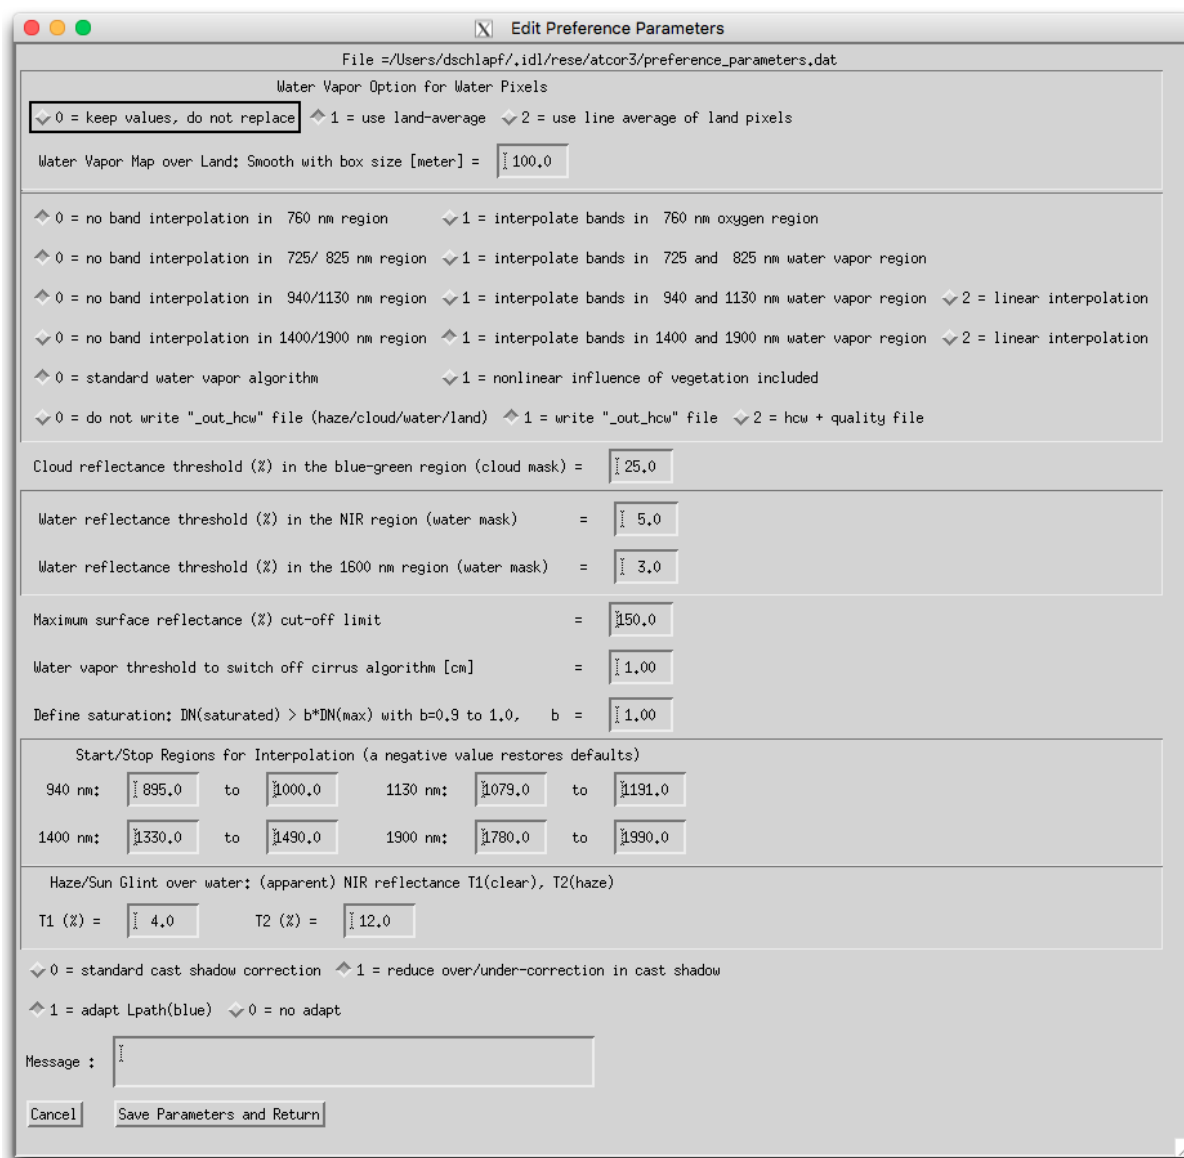 X Edit Preference Parameters
File =/Users/dschlapf/.idl/rese/atcor3/preference_parameters.dat
Water Vapor Option for Water Pixels
0 = keep values, do not replace 1 = use land-average 2 = use line average of land pixels
Water Vapor Map over Land: Smooth with box size [meter] = 100.0
0 = no band interpolation in 760 nm region 1 = interpolate bands in 760 nm oxygen region
0 = no band interpolation in 725/ 825 nm region 1 = interpolate bands in 725 and 825 nm water vapor region
0 = no band interpolation in 940/1130 nm region 1 = interpolate bands in 940 and 1130 nm water vapor region 2 = linear interpolation
0 = no band interpolation in 1400/1900 nm region 1 = interpolate bands in 1400 and 1900 nm water vapor region 2 = linear interpolation
0 = standard water vapor algorithm 1 = nonlinear influence of vegetation included
0 = do not write "_out_hcw" file (haze/cloud/water/land) 1 = write "_out_hcw" file 2 = hcw + quality file
Cloud reflectance threshold (%) in the blue-green region (cloud mask) = 25.0
Water reflectance threshold (%) in the NIR region (water mask) = 5.0
Water reflectance threshold (%) in the 1600 nm region (water mask) = 3.0
Maximum surface reflectance (%) cut-off limit = 150.0
Water vapor threshold to switch off cirrus algorithm [cm] = 1.00
Define saturation: DN(saturated) > b*DN(max) with b=0.9 to 1.0, b = 1.00
Start/Stop Regions for Interpolation (a negative value restores defaults)
940 nm: 895.0 to 1000.0 1130 nm: 1079.0 to 1191.0
1400 nm: 1330.0 to 1490.0 1900 nm: 1780.0 to 1990.0
Haze/Sun Glint over water: (apparent) NIR reflectance T1(clear), T2(haze)
T1 (%) = 4.0 T2 (%) = 12.0
0 = standard cast shadow correction 1 = reduce over/under-correction in cast shadow
1 = adapt Lpath(blue) 0 = no adapt
Message :
Cancel Save Parameters and Return